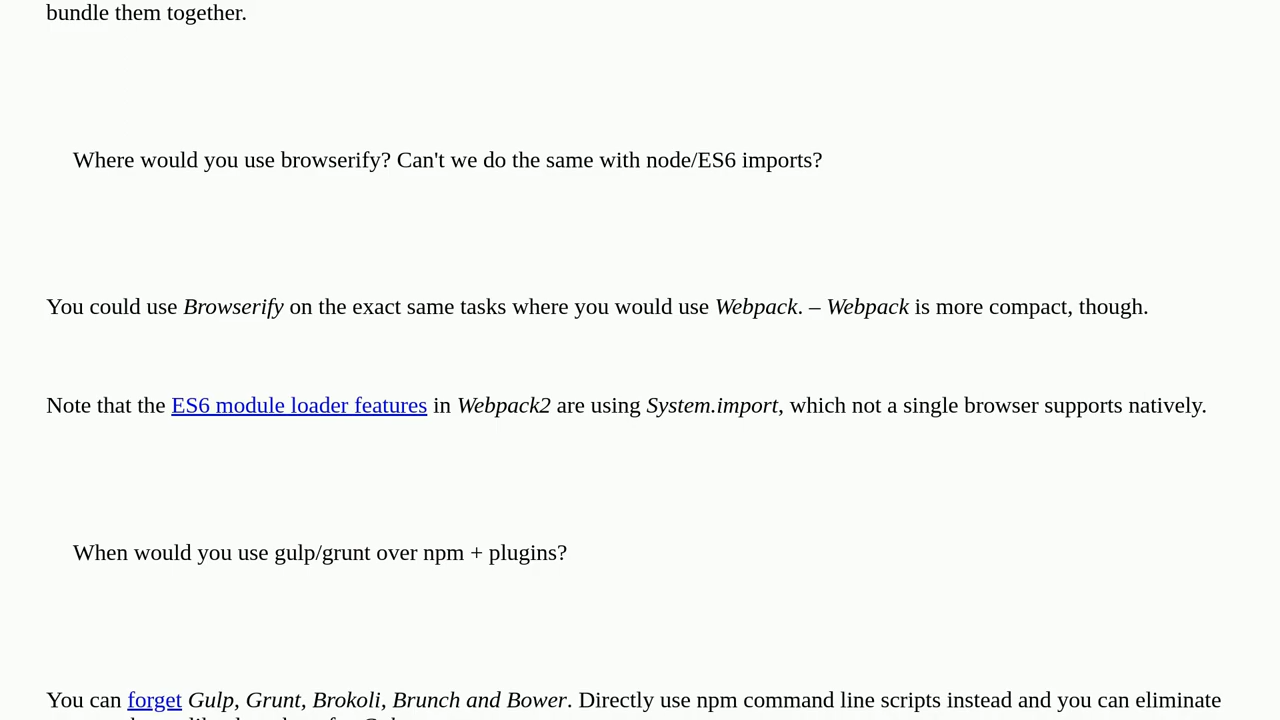 bundle them together.
Where would you use browserify? Can't we do the same with node/ES6 imports?
You could use Browserify on the exact same tasks where you would use Webpack. – Webpack is more compact, though.
Note that the ES6 module loader features in Webpack2 are using System.import, which not a single browser supports natively.
When would you use gulp/grunt over npm + plugins?
You can forget Gulp, Grunt, Brokoli, Brunch and Bower. Directly use npm command line scripts instead and you can eliminate